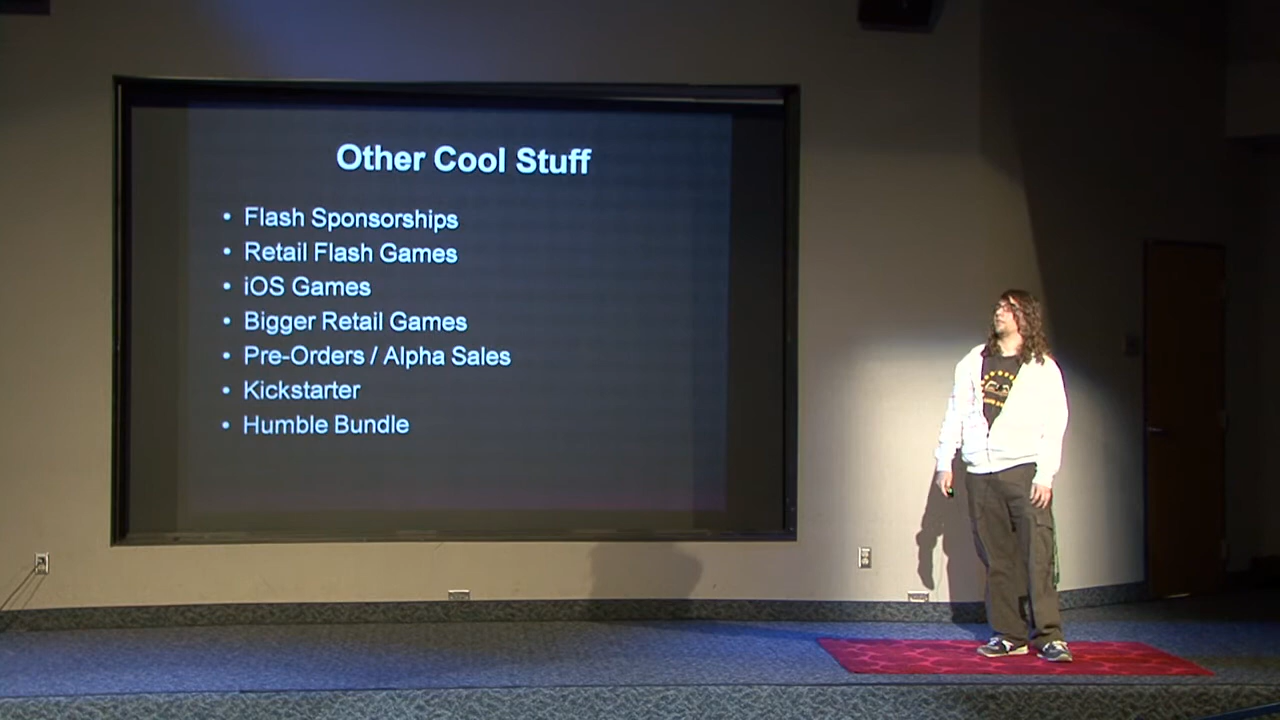 Other Cool Stuff
• Flash Sponsorships
• Retail Flash Games
• iOS Games
• Bigger Retail Games
• Pre-Orders / Alpha Sales
• Kickstarter
• Humble Bundle